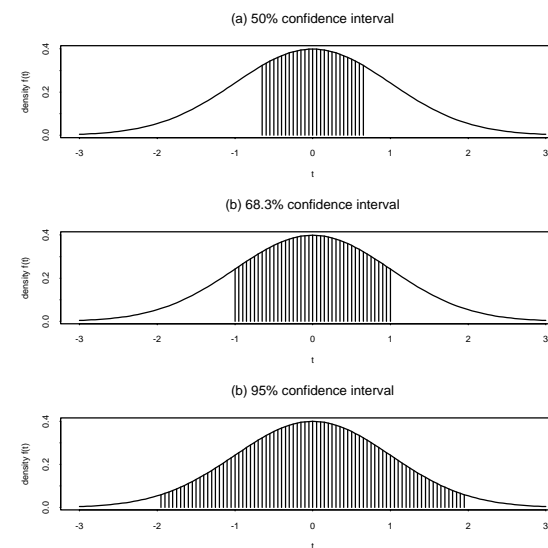 (a) 50% confidence interval
density f(t)
0.0 0.2 0.4
-3 -2 -1 0 1 2 3
t
(b) 68.3% confidence interval
density f(t)
0.0 0.2 0.4
-3 -2 -1 0 1 2 3
t
(b) 95% confidence interval
density f(t)
0.0 0.2 0.4
-3 -2 -1 0 1 2 3
t